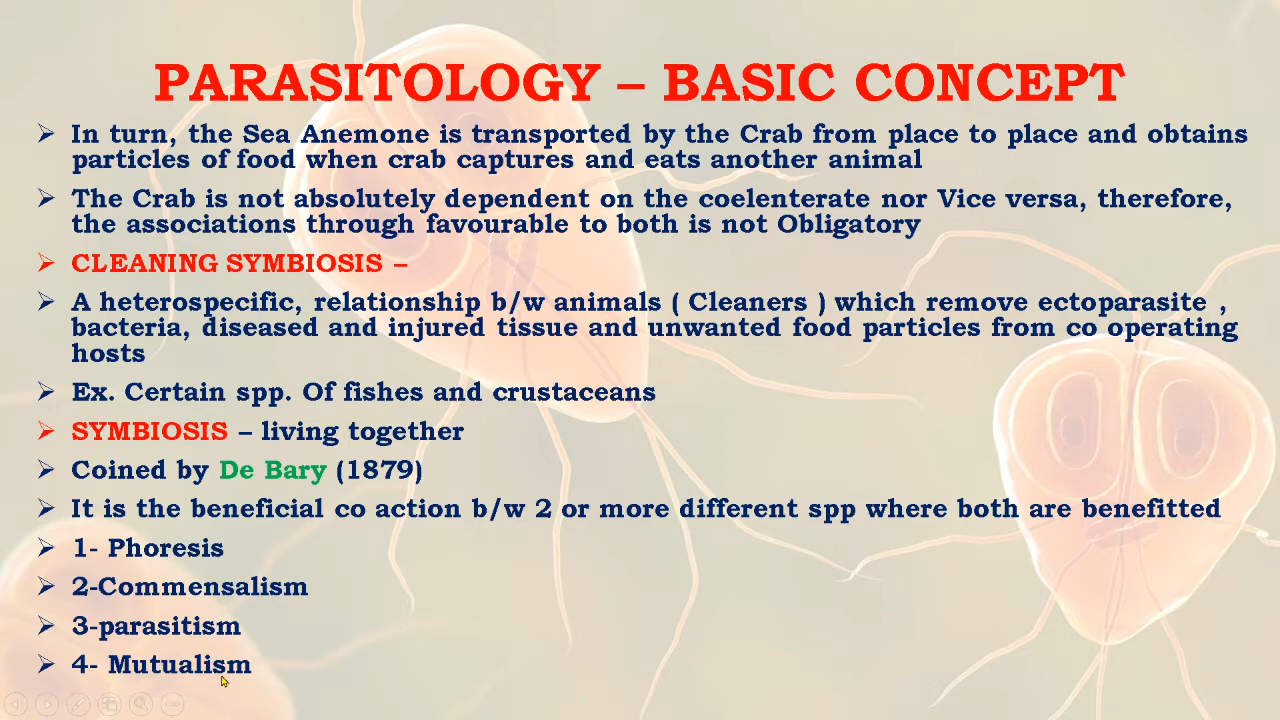 PARASITOLOGY – BASIC CONCEPT
➢ In turn, the Sea Anemone is transported by the Crab from place to place and obtains
particles of food when crab captures and eats another animal
➢ The Crab is not absolutely dependent on the coelenterate nor Vice versa, therefore,
the associations through favourable to both is not Obligatory
➢ CLEANING SYMBIOSIS –
➢ A heterospecific, relationship b/w animals ( Cleaners ) which remove ectoparasite ,
bacteria, diseased and injured tissue and unwanted food particles from co operating
hosts
➢ Ex. Certain spp. Of fishes and crustaceans
➢ SYMBIOSIS – living together
➢ Coined by De Bary (1879)
➢ It is the beneficial co action b/w 2 or more different spp where both are benefitted
➢ 1- Phoresis
➢ 2-Commensalism
➢ 3-parasitism
➢ 4- Mutualism